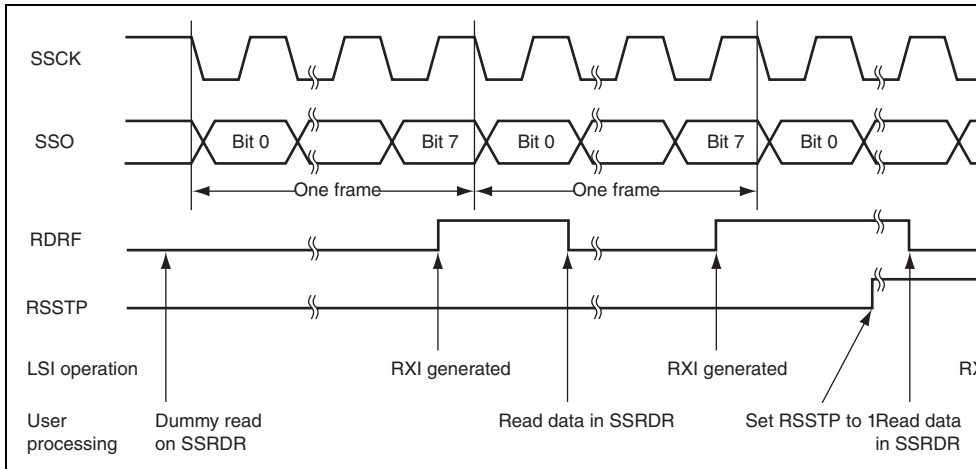 SSCK
SSO
Bit 0
Bit 7
Bit 0
Bit 7
Bit 0
One frame
One frame
RDRF
RSSTP
LSI operation
RXI generated
RXI generated
RX
User processing
Dummy read
on SSRDR
Read data in SSRDR
Set RSSTP to 1
Read data
in SSRDR